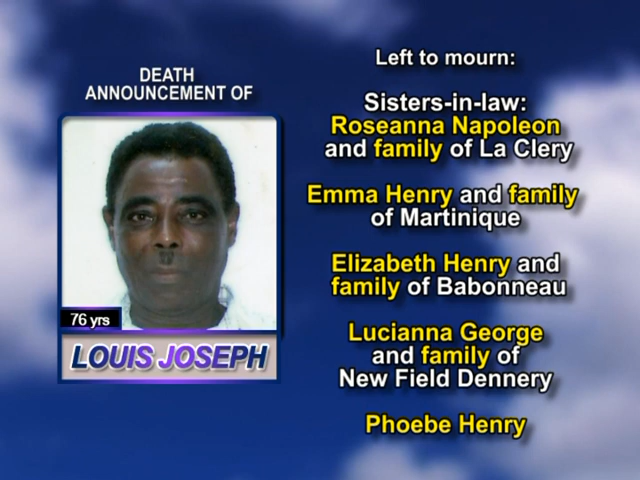 DEATH
ANNOUNCEMENT OF
76 yrs
LOUIS JOSEPH
Left to mourn:
Sisters-in-law:
Roseanna Napoleon
and family of La Clery
Emma Henry and family
of Martinique
Elizabeth Henry and
family of Babonneau
Lucianna George
and family of
New Field Dennery
Phoebe Henry